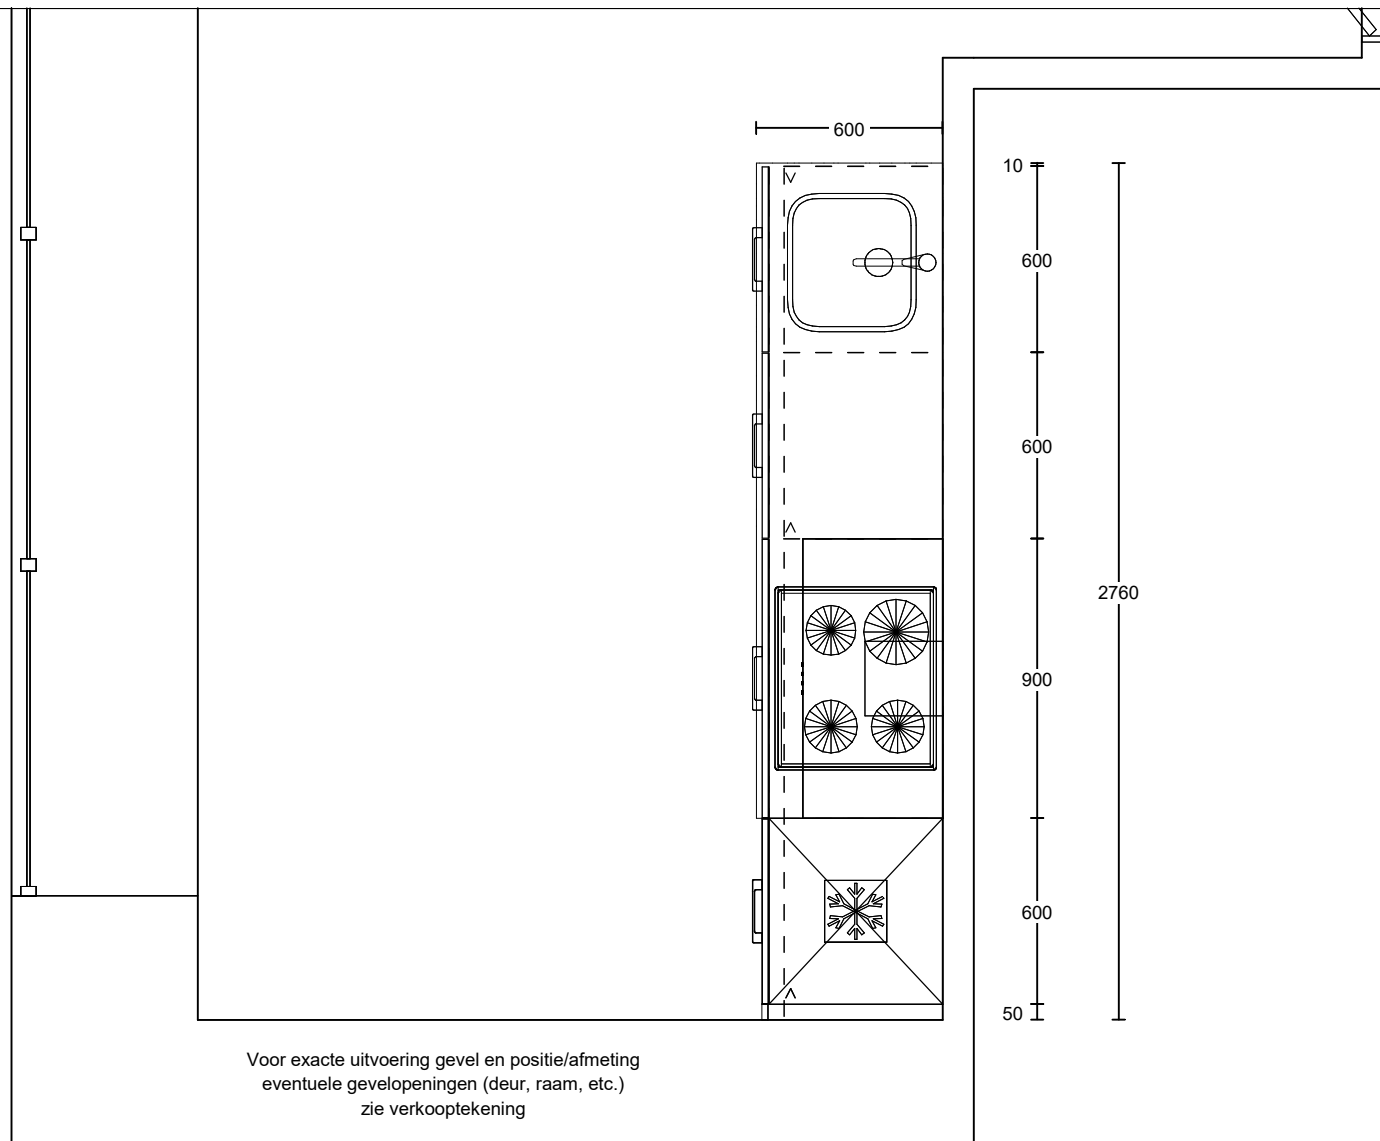 600
10
600
600
2760
900
600
50
Voor exacte uitvoering gevel en positie/afmeting
eventuele gevelopeningen (deur, raam, etc.)
zie verkooptekening